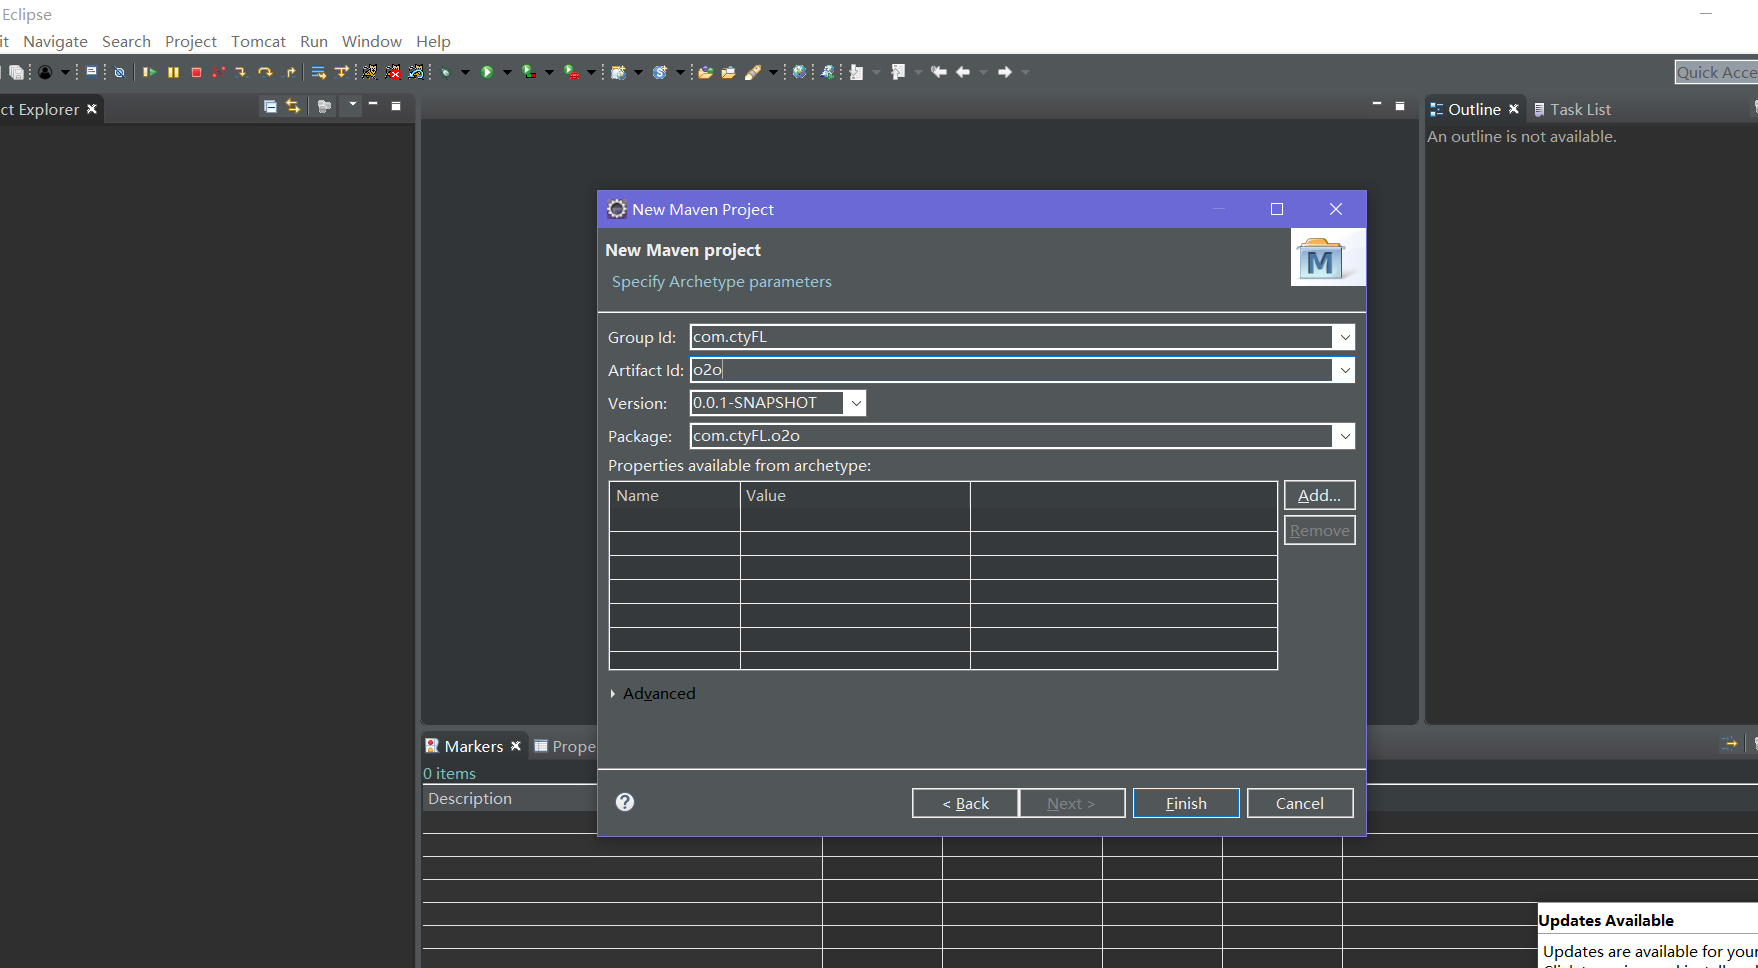 Eclipse
it Navigate Search Project Tomcat Run Window Help
Quick Acce
ct Explorer
Outline Task List
An outline is not available.
New Maven Project
New Maven project
Specify Archetype parameters
M
Group Id: com.ctyFL
Artifact Id: o2o
Version: 0.0.1-SNAPSHOT
Package: com.ctyFL.o2o
Properties available from archetype:
Name Value
Add...
Remove
Advanced
Markers Prope
0 items
Description
< Back Next > Finish Cancel
Updates Available
Updates are available for your